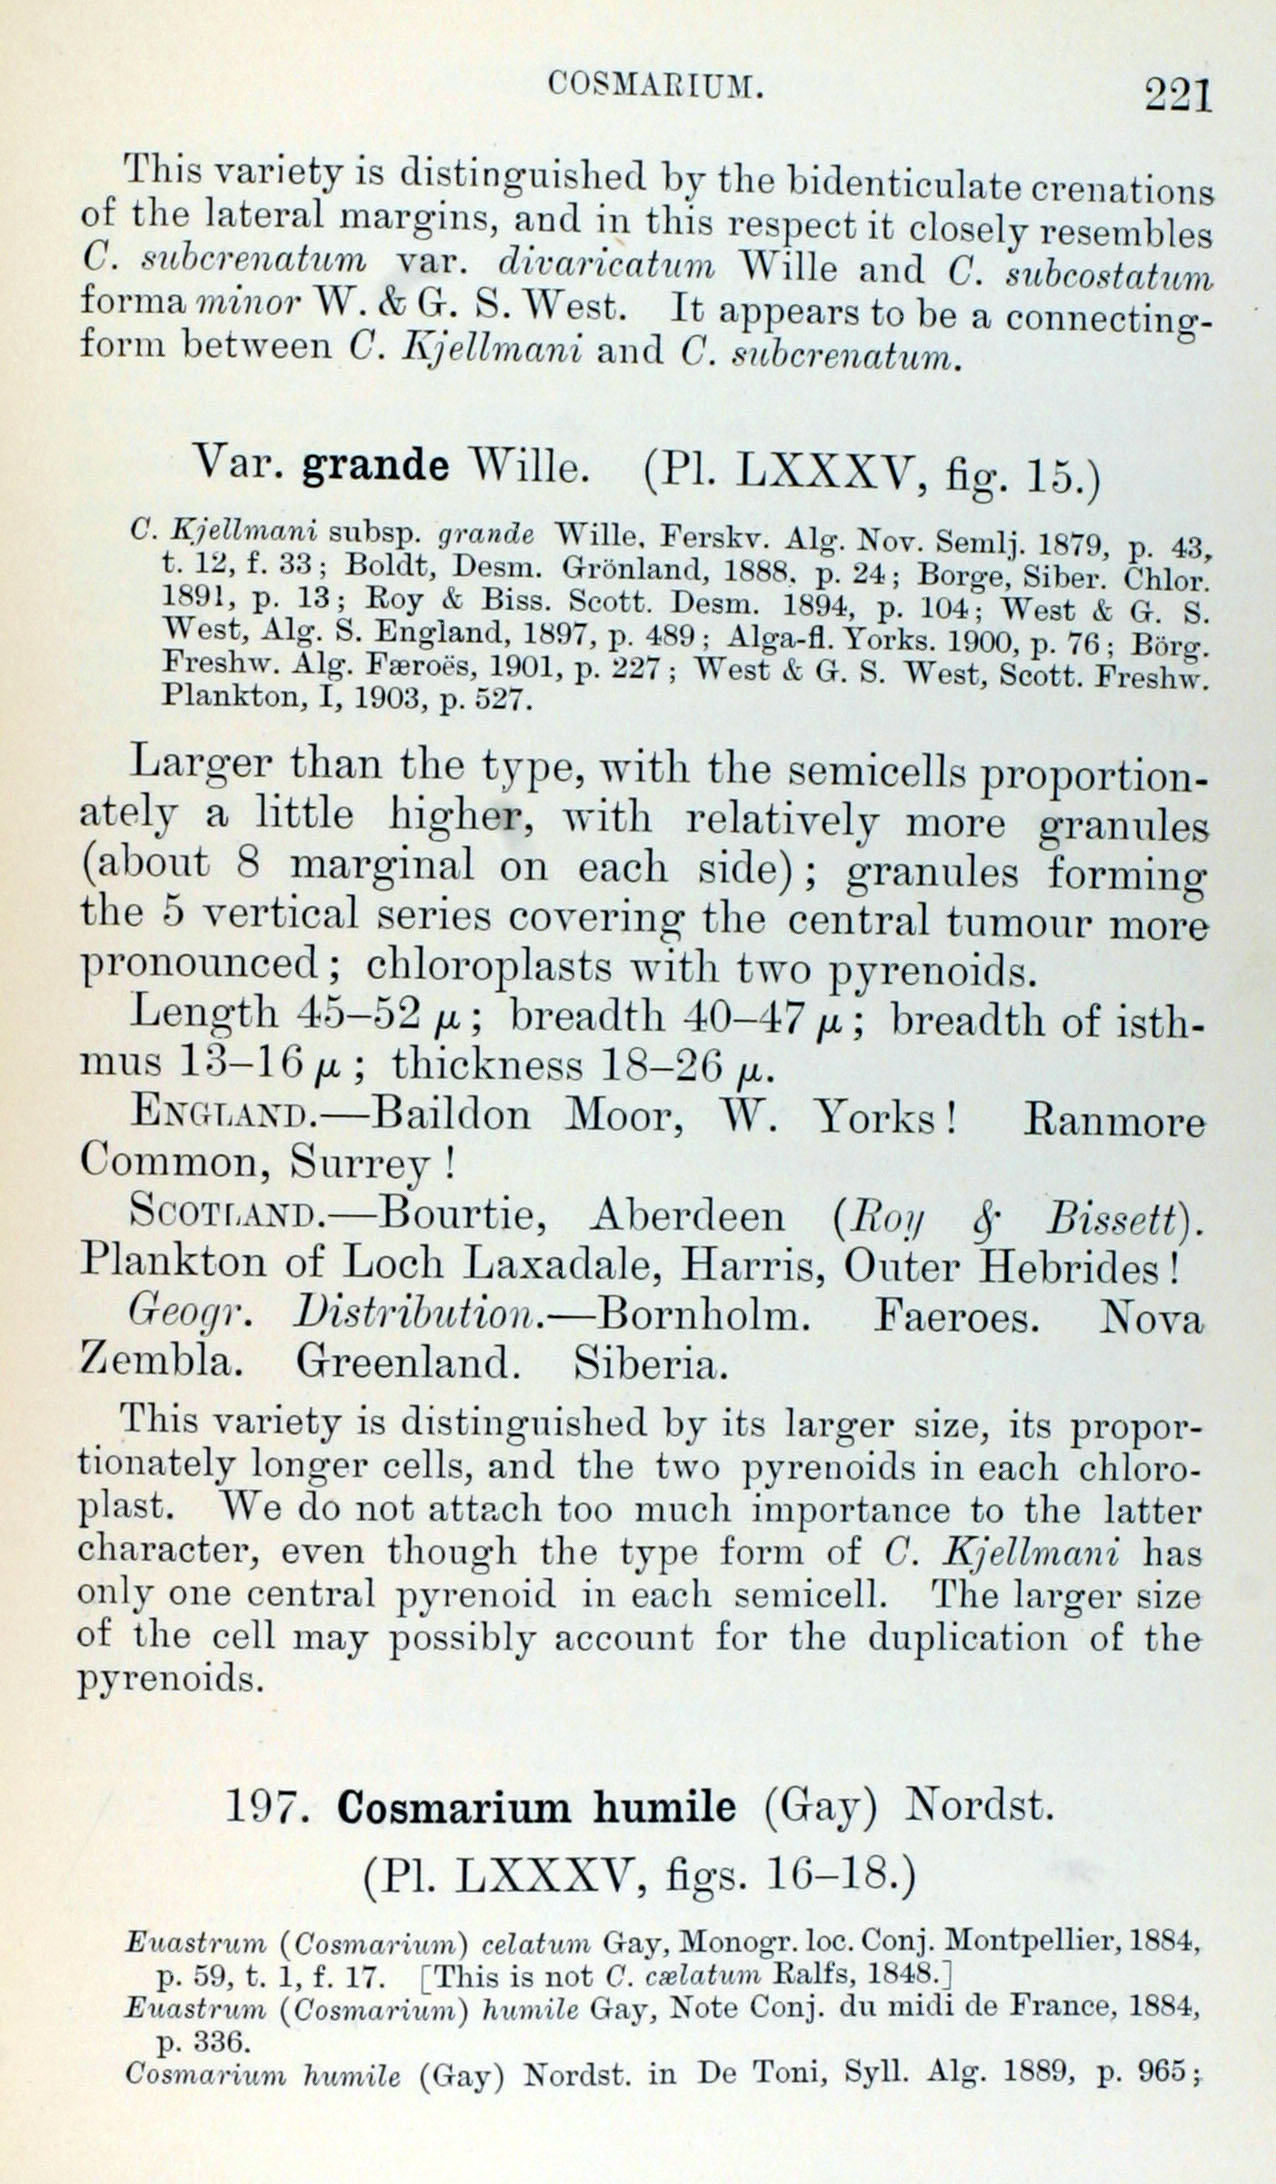 COSMARIUM.
221
This variety is distinguished by the bidenticulate crenations
of the lateral margins, and in this respect it closely resembles
C. subcrenatum var. divaricatum Wille and C. subcostatum
forma minor W. & G. S. West. It appears to be a connecting-
form between C. Kjellmani and C. subcrenatum.
Var. grande Wille. (Pl. LXXXV, fig. 15.)
C. Kjellmani subsp. grande Wille, Ferskv. Alg. Nov. Semlj. 1879, p. 43,
t. 12, f. 33; Boldt, Desm. Grönland, 1888, p. 24; Borge, Siber. Chlor.
1891, p. 13; Roy & Biss. Scott. Desm. 1894, p. 104; West & G. S.
West, Alg. S. England, 1897, p. 489; Alga-fl. Yorks. 1900, p. 76; Börg.
Freshw. Alg. Færoës, 1901, p. 227; West & G. S. West, Scott. Freshw.
Plankton, I, 1903, p. 527.
Larger than the type, with the semicells proportion-
ately a little higher, with relatively more granules
(about 8 marginal on each side); granules forming
the 5 vertical series covering the central tumour more
pronounced; chloroplasts with two pyrenoids.
Length 45–52 μ; breadth 40–47 μ; breadth of isth-
mus 13–16 μ; thickness 18–26 μ.
ENGLAND.—Baildon Moor, W. Yorks! Ranmore
Common, Surrey!
SCOTLAND.—Bourtie, Aberdeen (Roy & Bissett).
Plankton of Loch Laxadale, Harris, Outer Hebrides!
Geogr. Distribution.—Bornholm. Faeroes. Nova
Zembla. Greenland. Siberia.
This variety is distinguished by its larger size, its propor-
tionately longer cells, and the two pyrenoids in each chloro-
plast. We do not attach too much importance to the latter
character, even though the type form of C. Kjellmani has
only one central pyrenoid in each semicell. The larger size
of the cell may possibly account for the duplication of the
pyrenoids.
197. Cosmarium humile (Gay) Nordst.
(Pl. LXXXV, figs. 16–18.)
Euastrum (Cosmarium) celatum Gay, Monogr. loc. Conj. Montpellier, 1884,
p. 59, t. 1, f. 17. [This is not C. cælatum Ralfs, 1848.]
Euastrum (Cosmarium) humile Gay, Note Conj. du midi de France, 1884,
p. 336.
Cosmarium humile (Gay) Nordst. in De Toni, Syll. Alg. 1889, p. 965;